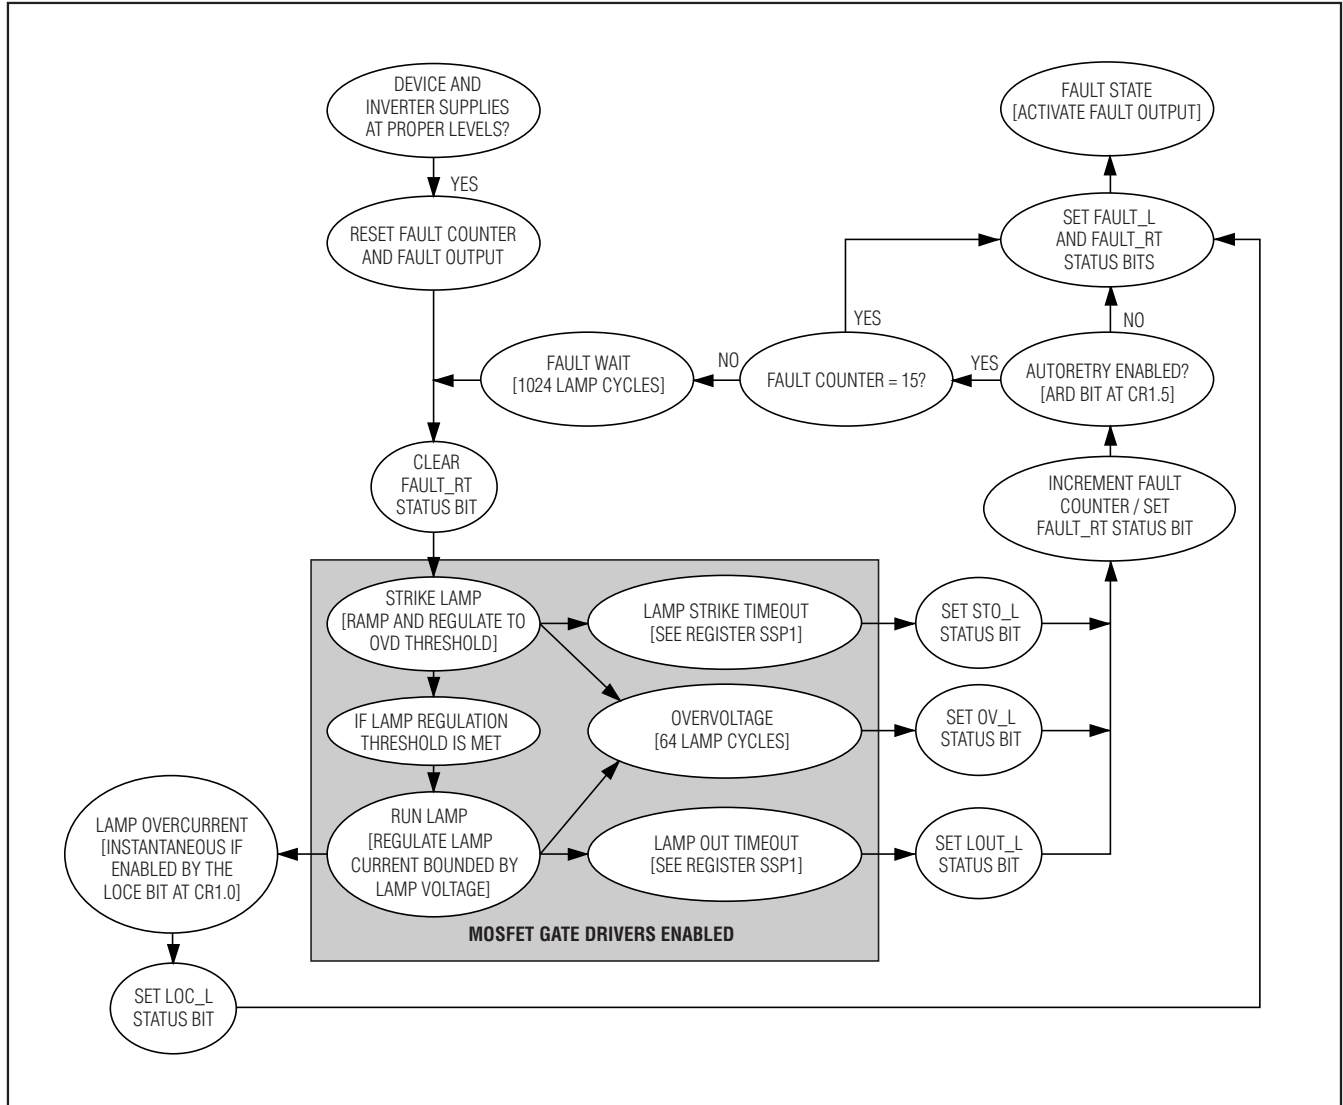 DEVICE AND
INVERTER SUPPLIES
AT PROPER LEVELS?
YES
RESET FAULT COUNTER
AND FAULT OUTPUT
FAULT STATE
[ACTIVATE FAULT OUTPUT]
SET FAULT_L
AND FAULT_RT
STATUS BITS
NO
AUTORETRY ENABLED?
[ARD BIT AT CR1.5]
YES
FAULT COUNTER = 15?
YES
NO
FAULT WAIT
[1024 LAMP CYCLES]
CLEAR
FAULT_RT
STATUS BIT
INCREMENT FAULT
COUNTER / SET
FAULT_RT STATUS BIT
STRIKE LAMP
[RAMP AND REGULATE TO
OVD THRESHOLD]
LAMP STRIKE TIMEOUT
[SEE REGISTER SSP1]
SET STO_L
STATUS BIT
IF LAMP REGULATION
THRESHOLD IS MET
OVERVOLTAGE
[64 LAMP CYCLES]
SET OV_L
STATUS BIT
RUN LAMP
[REGULATE LAMP
CURRENT BOUNDED BY
LAMP VOLTAGE]
LAMP OUT TIMEOUT
[SEE REGISTER SSP1]
SET LOUT_L
STATUS BIT
LAMP OVERCURRENT
[INSTANTANEOUS IF
ENABLED BY THE
LOCE BIT AT CR1.0]
MOSFET GATE DRIVERS ENABLED
SET LOC_L
STATUS BIT